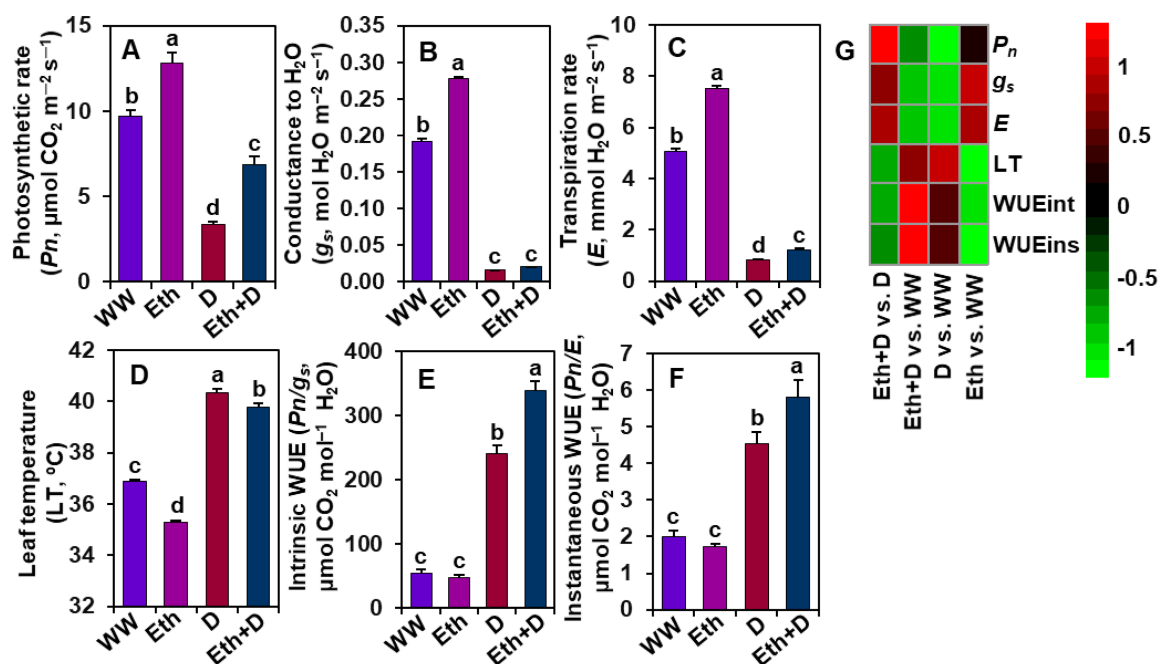 A
Photosynthetic rate
(Pn, µmol CO₂ m⁻² s⁻¹)
15
10
5
0
b
a
d
c
WW
Eth
D
Eth+D
B
Conductance to H₂O
(gₛ, mol H₂O m⁻² s⁻¹)
0.35
0.30
0.25
0.20
0.15
0.10
0.05
0.00
b
a
c
c
WW
Eth
D
Eth+D
C
Transpiration rate
(E, mmol H₂O m⁻² s⁻¹)
10
8
6
4
2
0
b
a
d
c
WW
Eth
D
Eth+D
G
Pₙ
gₛ
E
LT
WUEint
WUEins
Eth+D vs. D
Eth+D vs. WW
D vs. WW
Eth vs. WW
1
0.5
0
-0.5
-1
D
Leaf temperature
(LT, ºC)
42
40
38
36
34
32
c
d
a
b
WW
Eth
D
Eth+D
E
Intrinsic WUE (Pn/gₛ,
µmol CO₂ mol⁻¹ H₂O)
400
300
200
100
0
c
c
b
a
WW
Eth
D
Eth+D
F
Instantaneous WUE (Pn/E,
µmol CO₂ mol⁻¹ H₂O)
7
6
5
4
3
2
1
0
c
c
b
a
WW
Eth
D
Eth+D